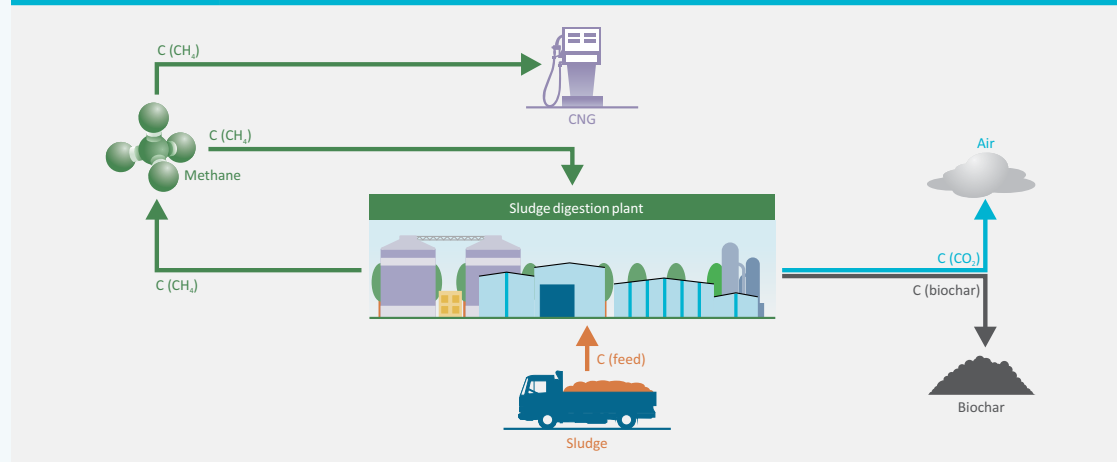 C (CH₄)
CNG
C (CH₄)
Methane
Air
Sludge digestion plant
C (CO₂)
C (CH₄)
C (biochar)
C (feed)
Biochar
Sludge